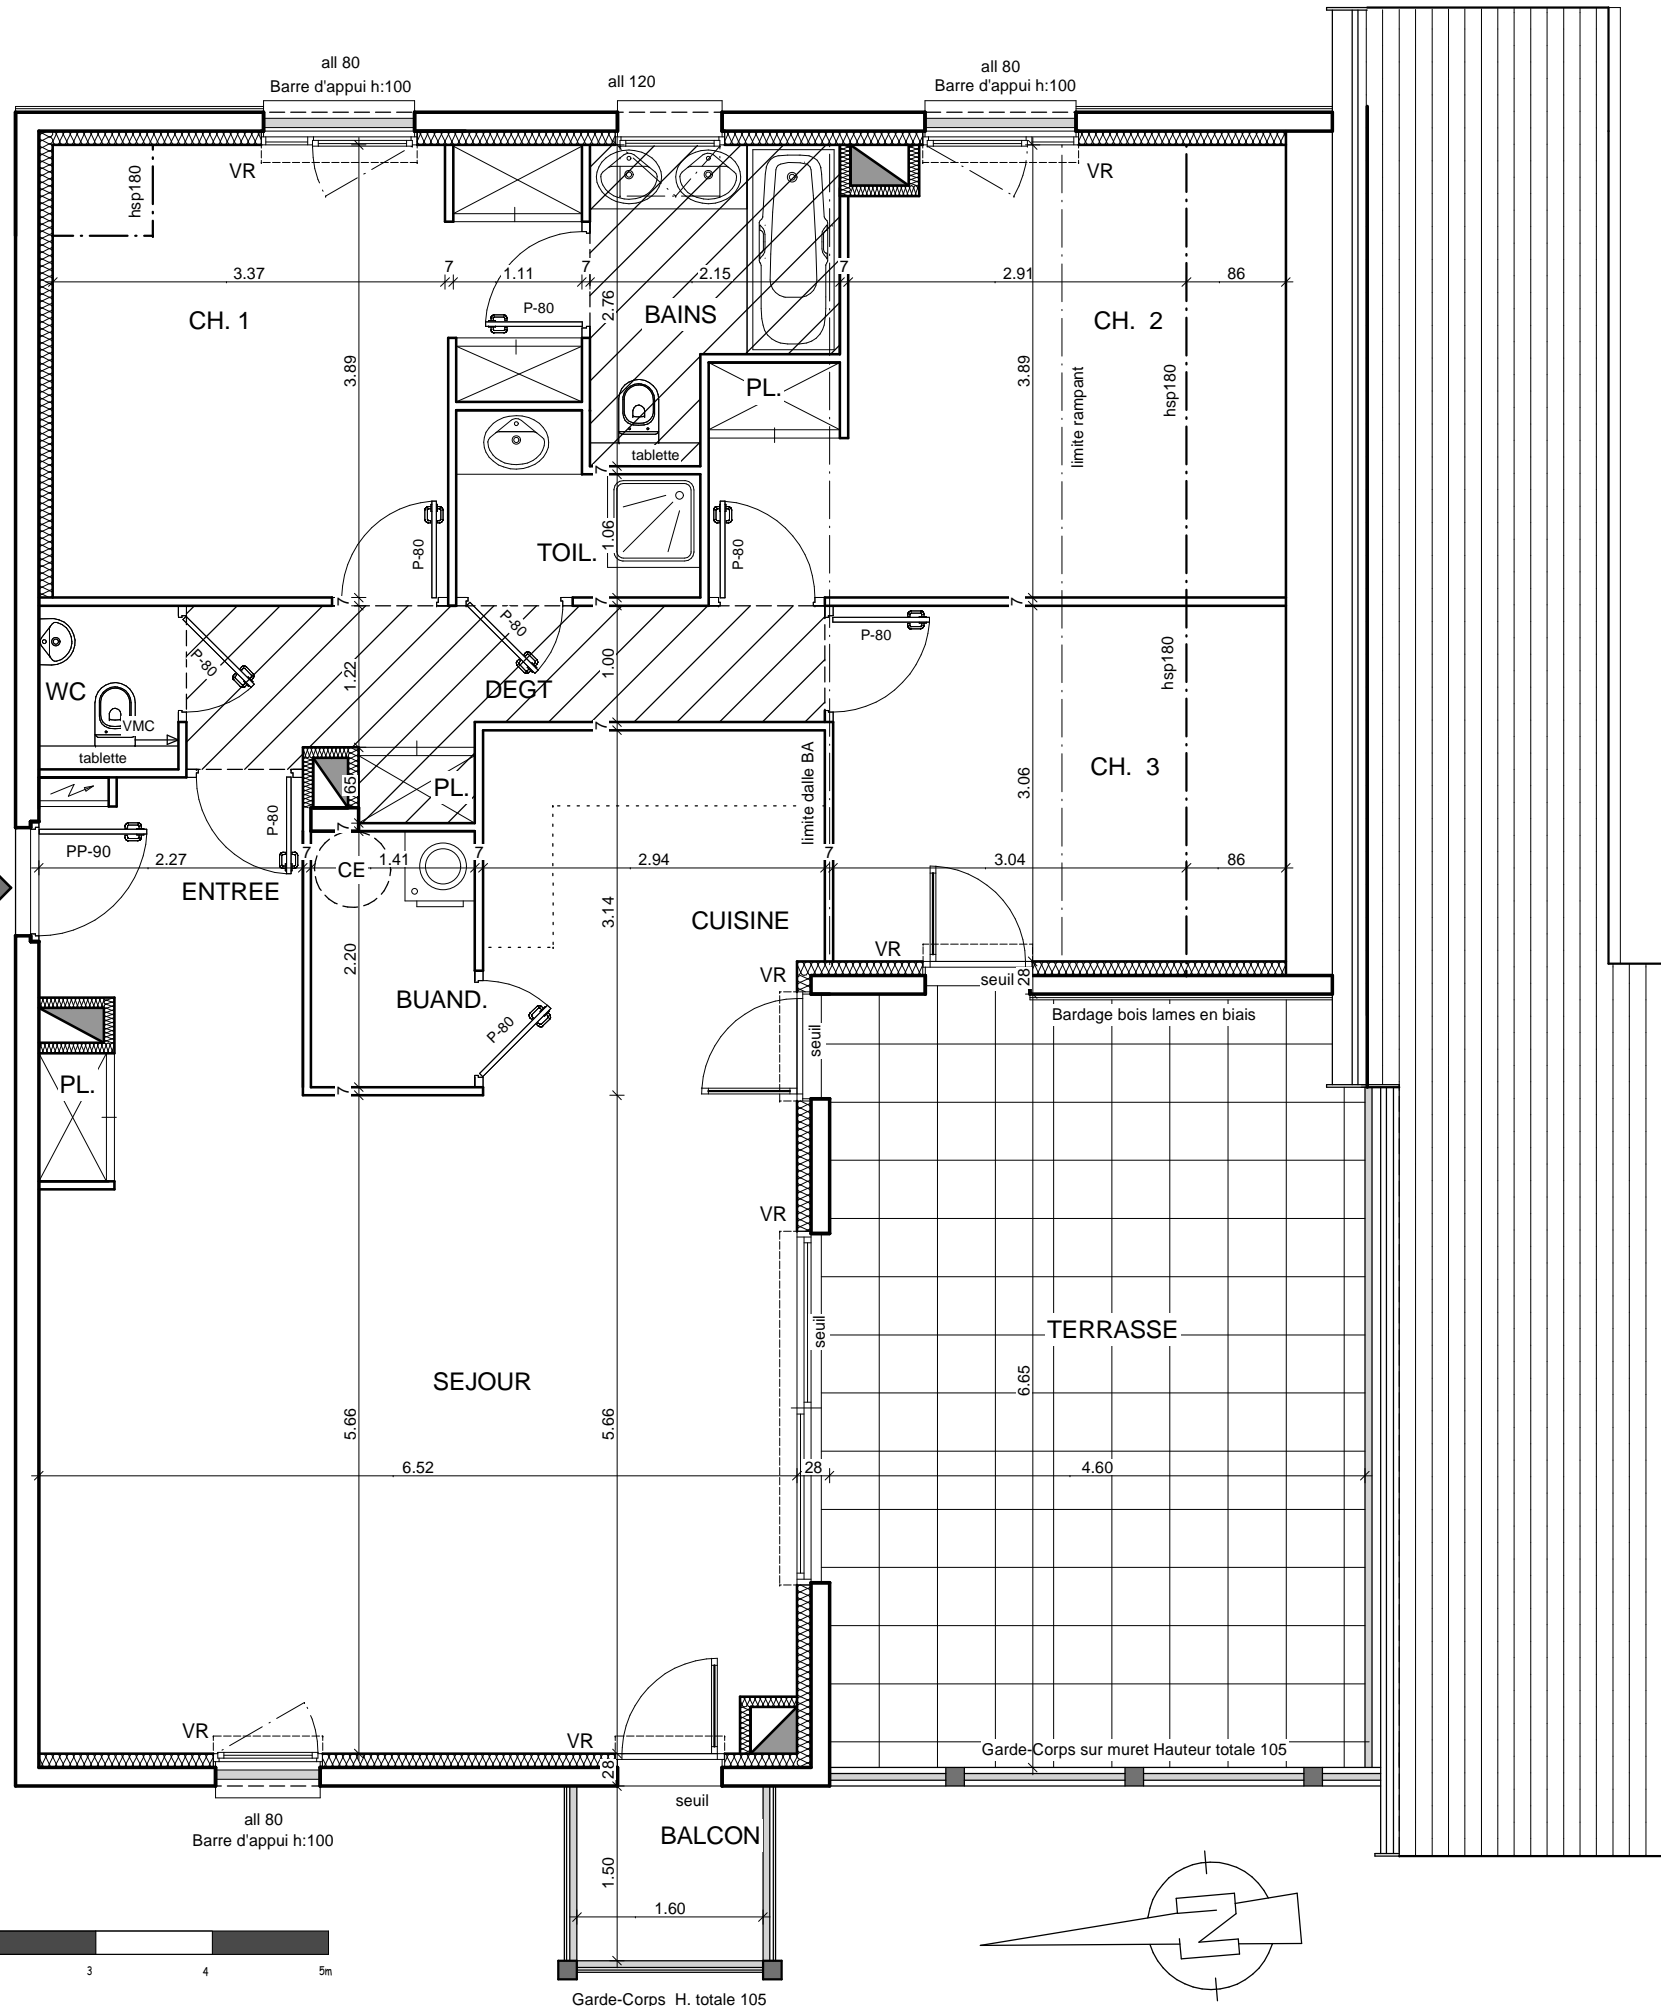 all 80
Barre d'appui h:100
all 120
all 80
Barre d'appui h:100
VR
VR
hsp180
3.37
7
1.11
7
2.15
7
2.91
86
2.76
P-80
CH. 1
BAINS
CH. 2
3.89
3.89
limite rampant
hsp180
PL.
tablette
7
P-80
1.06
TOIL.
P-80
7
7
7
P-80
P-80
P-80
WC
1.22
1.00
DEGT
hsp180
VMC
tablette
7
65
PL.
limite dalle BA
3.06
CH. 3
P-80
7
PP-90
2.27
7
CE
1.41
7
2.94
7
3.04
86
ENTREE
3.14
CUISINE
2.20
VR
VR
seuil
28
BUAND.
P-80
Bardage bois lames en biais
seuil
PL.
7
VR
seuil
TERRASSE
SEJOUR
6.65
5.66
5.66
6.52
28
4.60
VR
VR
Garde-Corps sur muret Hauteur totale 105
28
seuil
all 80
Barre d'appui h:100
BALCON
1.50
1.60
N
3
4
5m
Garde-Corps H. totale 105